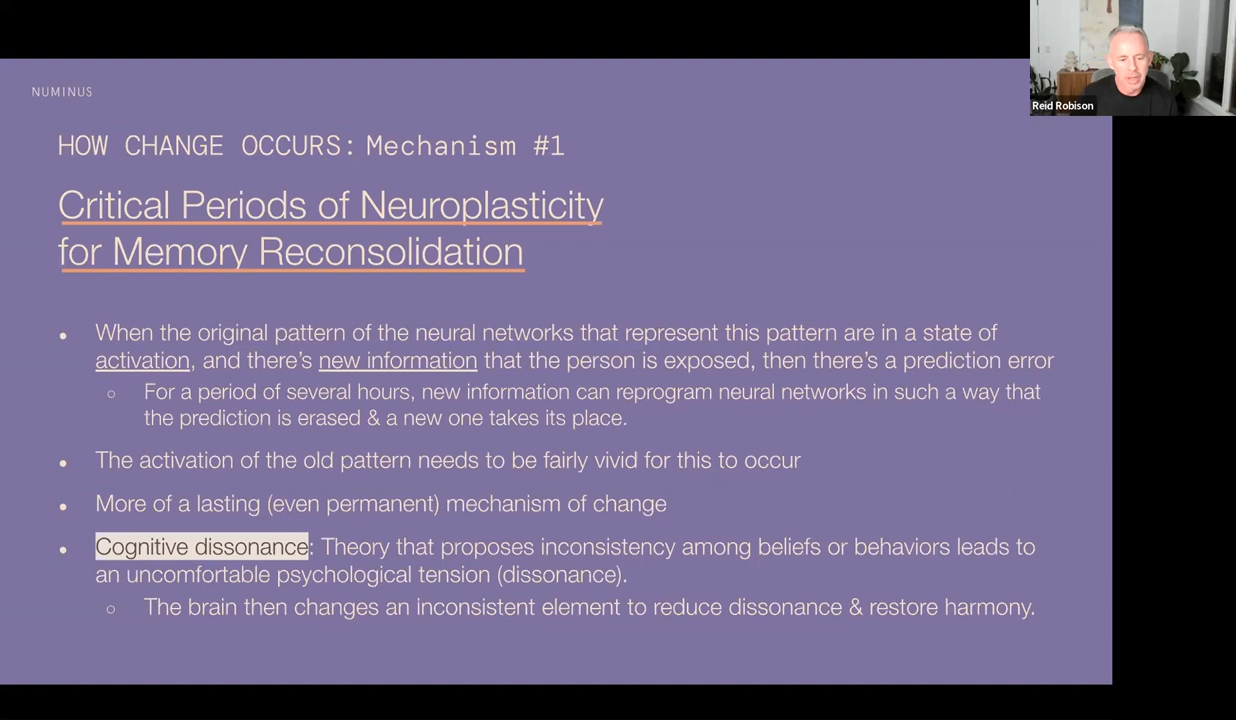 NUMINUS
Reid Robison
HOW CHANGE OCCURS: Mechanism #1
Critical Periods of Neuroplasticity
for Memory Reconsolidation
• When the original pattern of the neural networks that represent this pattern are in a state of
activation, and there's new information that the person is exposed, then there's a prediction error
○ For a period of several hours, new information can reprogram neural networks in such a way that
the prediction is erased & a new one takes its place.
• The activation of the old pattern needs to be fairly vivid for this to occur
• More of a lasting (even permanent) mechanism of change
• Cognitive dissonance: Theory that proposes inconsistency among beliefs or behaviors leads to
an uncomfortable psychological tension (dissonance).
○ The brain then changes an inconsistent element to reduce dissonance & restore harmony.